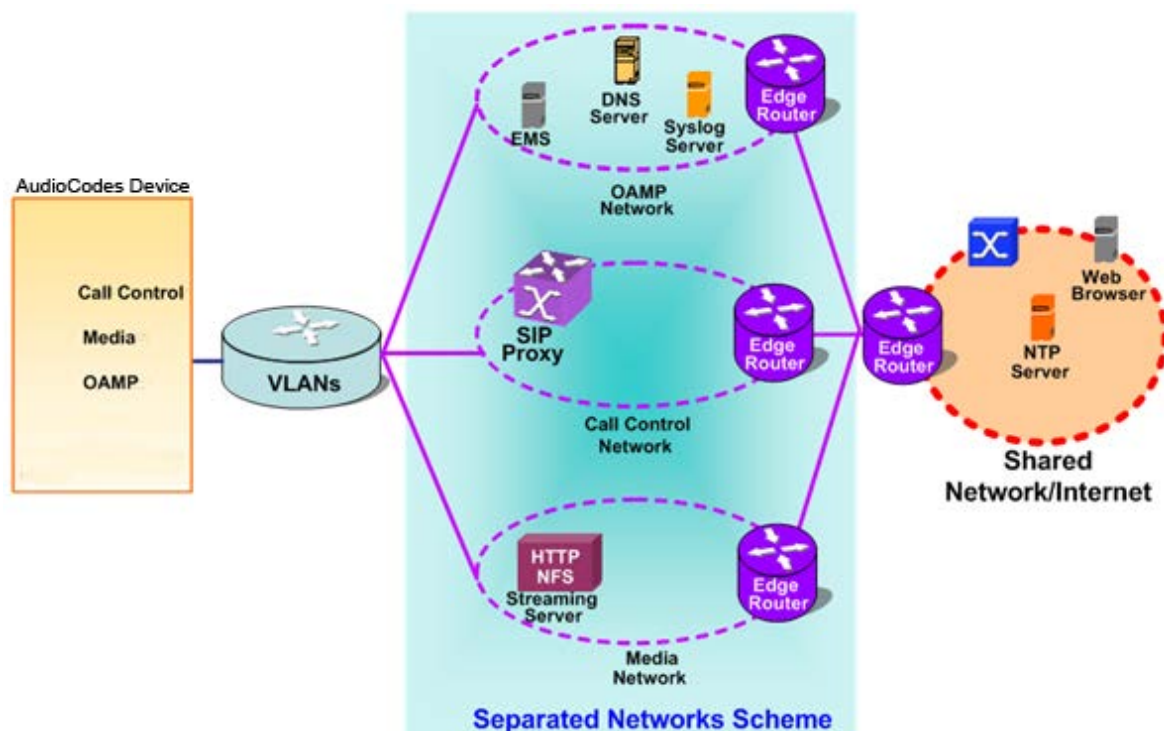 AudioCodes Device
Call Control
Media
OAMP
VLANs
EMS
DNS
Server
Syslog
Server
Edge
Router
OAMP
Network
SIP
Proxy
Edge
Router
Call Control
Network
HTTP
NFS
Streaming
Server
Edge
Router
Media
Network
Separated Networks Scheme
Edge
Router
Web
Browser
NTP
Server
Shared
Network/Internet